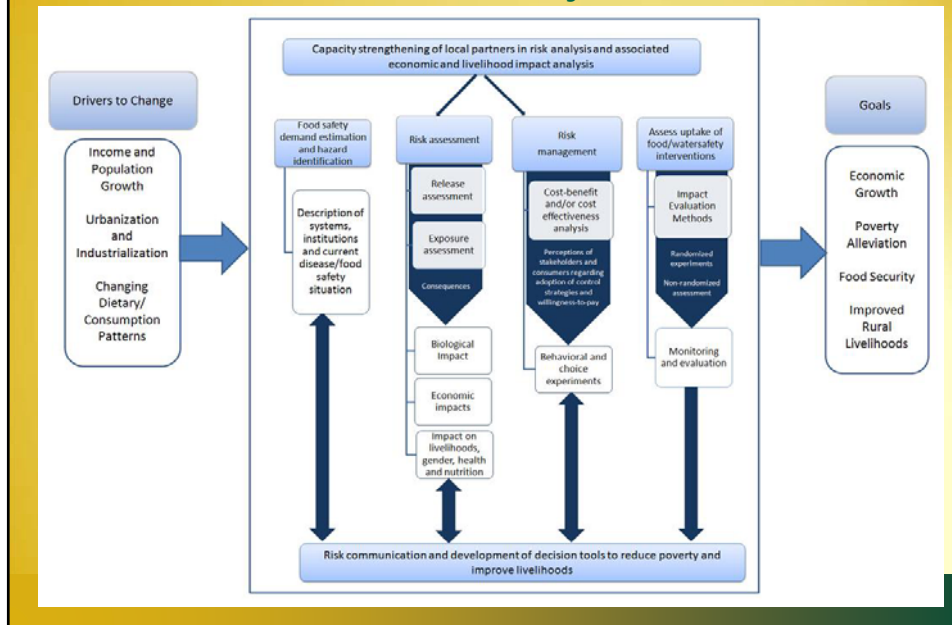 Capacity strengthening of local partners in risk analysis and associated
economic and livelihood impact analysis
Drivers to Change
Income and
Population
Growth
Urbanization
and
Industrialization
Changing
Dietary/
Consumption
Patterns
Food safety
demand estimation
and hazard
identification
Description of
systems,
institutions
and current
disease/food
safety
situation
Risk assessment
Release
assessment
Exposure
assessment
Consequences
Biological
Impact
Economic
impacts
Impact on
livelihoods,
gender, health
and nutrition
Risk
management
Cost-benefit
and/or cost
effectiveness
analysis
Perceptions of
stakeholders and
consumers regarding
adoption of control
strategies and
willingness-to-pay
Behavioral and
choice
experiments
Assess uptake of
food/watersafety
interventions
Impact
Evaluation
Methods
Randomized
experiments
Non-randomized
assessment
Monitoring
and evaluation
Goals
Economic
Growth
Poverty
Alleviation
Food Security
Improved
Rural
Livelihoods
Risk communication and development of decision tools to reduce poverty and
improve livelihoods